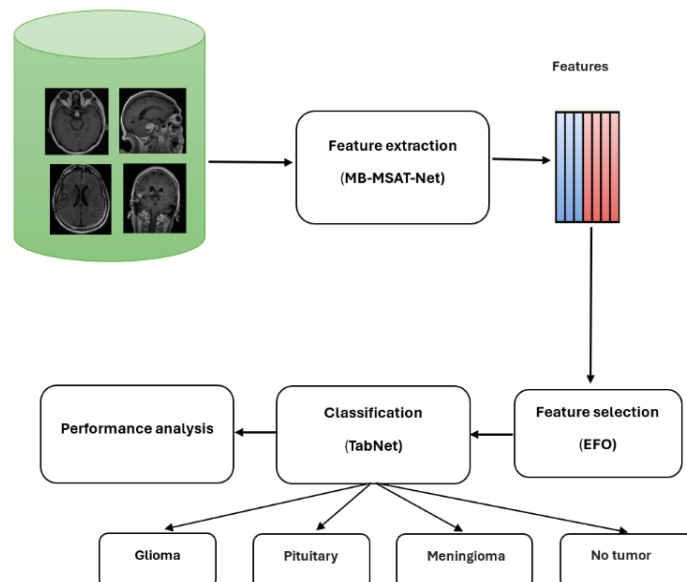 Features
Feature extraction
(MB-MSAT-Net)
Performance analysis
Classification
(TabNet)
Feature selection
(EFO)
Glioma
Pituitary
Meningioma
No tumor